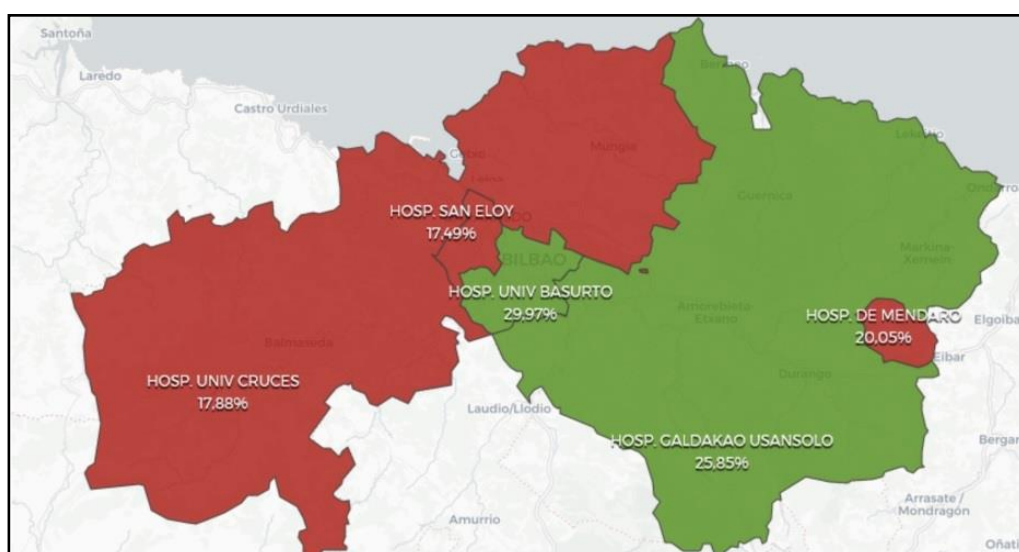 Santoña
Laredo
Castro Urdiales
Bermeo
Lekeitio
Getxo
Mungia
Leioa
Guernica
Ondarroa
HOSP. SAN ELOY
17,49%
BILBAO
Markina-
Xemein
HOSP. UNIV BASURTO
29,97%
Amorebieta-
Etxano
HOSP. DE MENDARO
20,05%
Elgoiba
Eibar
Balmaseda
Durango
HOSP. UNIV CRUCES
17,88%
Laudio/Llodio
HOSP. GALDAKAO USANSOLO
25,85%
Bergar
Arrasate /
Mondragón
Amurrio
Oñati